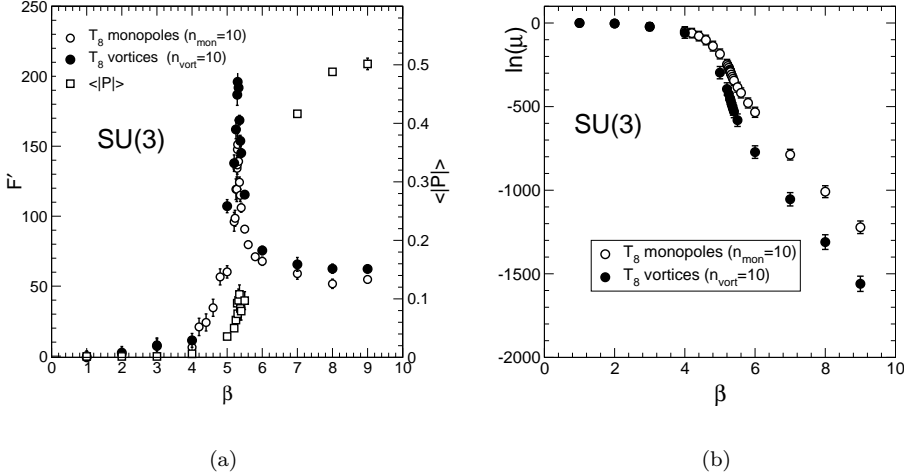 250
200
150
100
50
0
F′
T8 monopoles (nmon=10)
T8 vortices (nvort=10)
<|P|>
SU(3)
0.5
0.4
0.3
0.2
0.1
0
<|P|>
0 1 2 3 4 5 6 7 8 9 10
β
(a)
0
-500
-1000
-1500
-2000
ln(μ)
SU(3)
T8 monopoles (nmon=10)
T8 vortices (nvort=10)
0 2 4 6 8 10
β
(b)